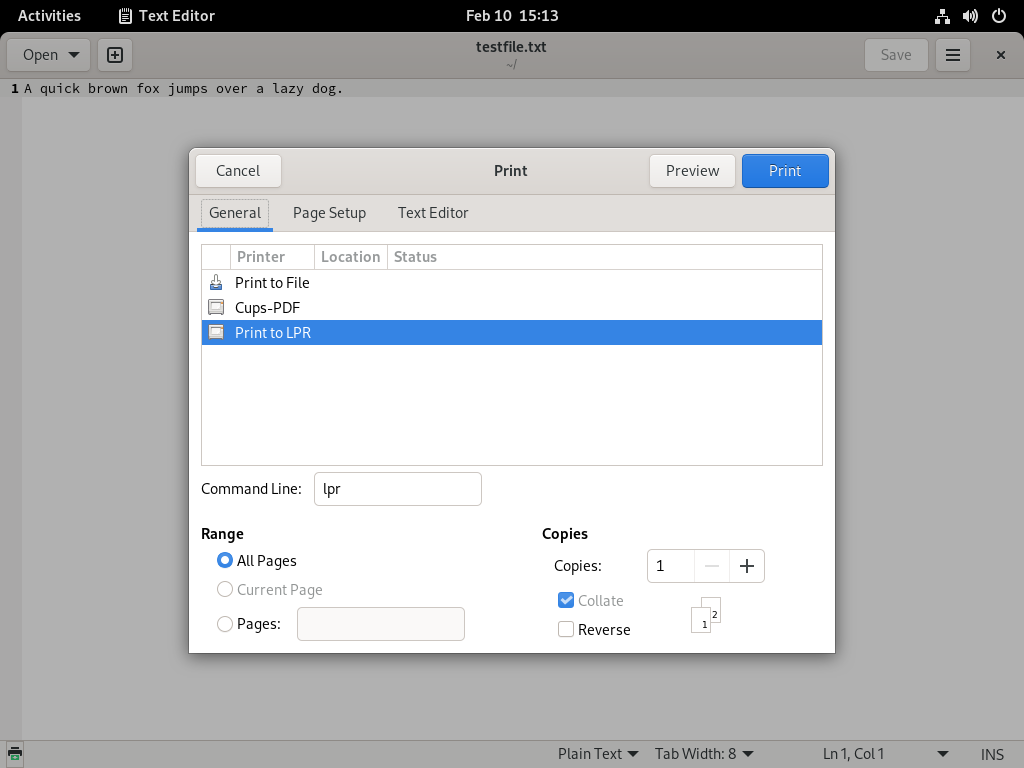 Activities Text Editor Feb 10 15:13
Open testfile.txt Save
~/
1 A quick brown fox jumps over a lazy dog.
Cancel Print Preview Print
General Page Setup Text Editor
Printer Location Status
Print to File
Cups-PDF
Print to LPR
Command Line: lpr
Range Copies
All Pages Copies: 1
Current Page Collate
Pages: Reverse
1 2
Plain Text Tab Width: 8 Ln 1, Col 1 INS